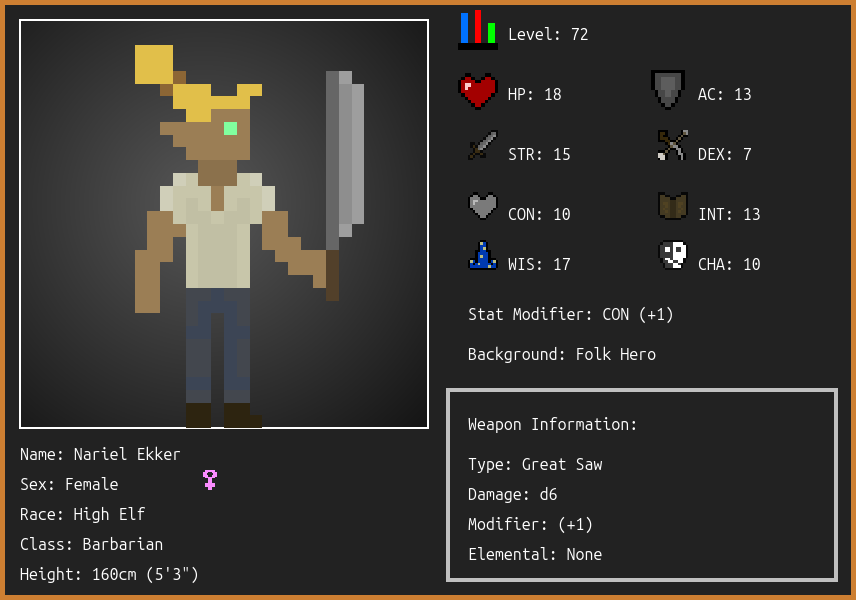 Level: 72
HP: 18
AC: 13
STR: 15
DEX: 7
CON: 10
INT: 13
WIS: 17
CHA: 10
Stat Modifier: CON (+1)
Background: Folk Hero
Weapon Information:
Type: Great Saw
Damage: d6
Modifier: (+1)
Elemental: None
Name: Nariel Ekker
Sex: Female
Race: High Elf
Class: Barbarian
Height: 160cm (5'3")